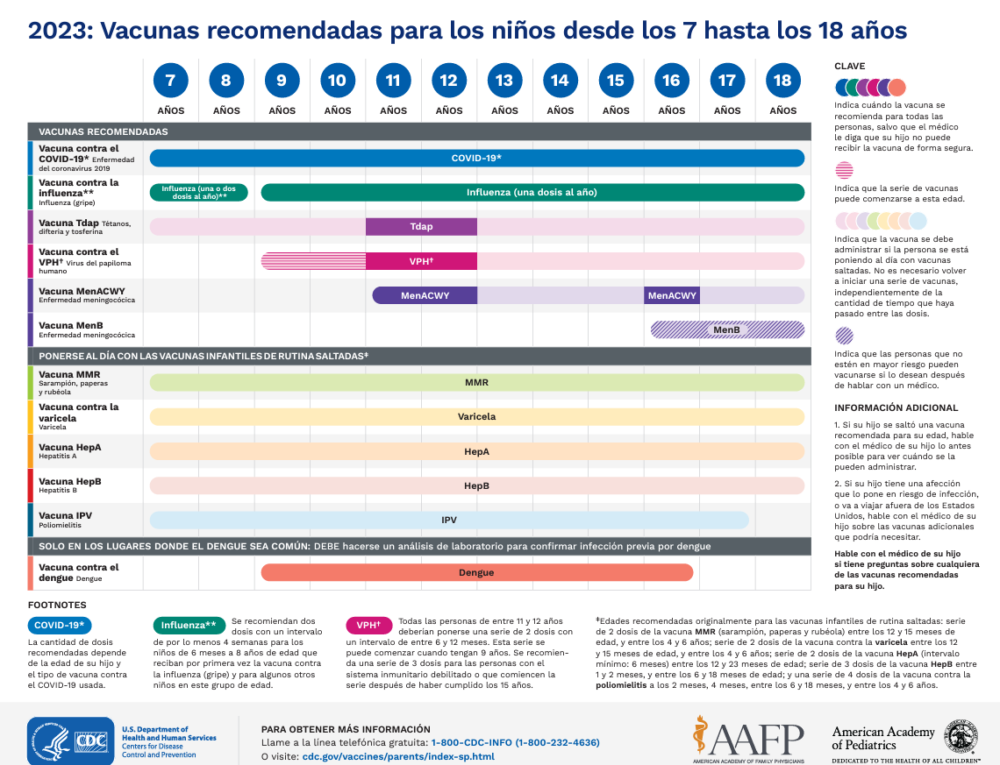 2023: Vacunas recomendadas para los niños desde los 7 hasta los 18 años
7 8 9 10 11 12 13 14 15 16 17 18
AÑOS AÑOS AÑOS AÑOS AÑOS AÑOS AÑOS AÑOS AÑOS AÑOS AÑOS AÑOS
VACUNAS RECOMENDADAS
Vacuna contra el
COVID-19* Enfermedad
del coronavirus 2019
COVID-19*
Vacuna contra la
influenza**
Influenza (gripe)
Influenza (una o dos
dosis al año)**
Influenza (una dosis al año)
Vacuna Tdap Tétanos,
difteria y tosferina
Tdap
Vacuna contra el
VPH† Virus del papiloma
humano
VPH†
Vacuna MenACWY
Enfermedad meningocócica
MenACWY
MenACWY
Vacuna MenB
Enfermedad meningocócica
MenB
PONERSE AL DÍA CON LAS VACUNAS INFANTILES DE RUTINA SALTADAS‡
Vacuna MMR
Sarampión, paperas
y rubéola
MMR
Vacuna contra la
varicela
Varicela
Varicela
Vacuna HepA
Hepatitis A
HepA
Vacuna HepB
Hepatitis B
HepB
Vacuna IPV
Poliomielitis
IPV
SOLO EN LOS LUGARES DONDE EL DENGUE SEA COMÚN: DEBE hacerse un análisis de laboratorio para confirmar infección previa por dengue
Vacuna contra el
dengue Dengue
Dengue
CLAVE
Indica cuándo la vacuna se
recomienda para todas las
personas, salvo que el médico
le diga que su hijo no puede
recibir la vacuna de forma segura.
Indica que la serie de vacunas
puede comenzarse a esta edad.
Indica que la vacuna se debe
administrar si la persona se está
poniendo al día con vacunas
saltadas. No es necesario volver
a iniciar una serie de vacunas,
independientemente de la
cantidad de tiempo que haya
pasado entre las dosis.
Indica que las personas que no
estén en mayor riesgo pueden
vacunarse si lo desean después
de hablar con un médico.
INFORMACIÓN ADICIONAL
1. Si su hijo se saltó una vacuna
recomendada para su edad, hable
con el médico de su hijo lo antes
posible para ver cuándo se la
pueden administrar.
2. Si su hijo tiene una afección
que lo pone en riesgo de infección,
o va a viajar afuera de los Estados
Unidos, hable con el médico de su
hijo sobre las vacunas adicionales
que podría necesitar.
Hable con el médico de su hijo
si tiene preguntas sobre cualquiera
de las vacunas recomendadas
para su hijo.
FOOTNOTES
COVID-19*
La cantidad de dosis
recomendadas depende
de la edad de su hijo y
el tipo de vacuna contra
el COVID-19 usada.
Influenza** Se recomiendan dos
dosis con un intervalo
de por lo menos 4 semanas para los
niños de 6 meses a 8 años de edad que
reciban por primera vez la vacuna contra
la influenza (gripe) y para algunos otros
niños en este grupo de edad.
VPH† Todas las personas de entre 11 y 12 años
deberían ponerse una serie de 2 dosis con
un intervalo de entre 6 y 12 meses. Esta serie se
puede comenzar cuando tengan 9 años. Se recomien-
da una serie de 3 dosis para las personas con el
sistema inmunitario debilitado o que comiencen la
serie después de haber cumplido los 15 años.
‡Edades recomendadas originalmente para las vacunas infantiles de rutina saltadas: serie
de 2 dosis de la vacuna MMR (sarampión, paperas y rubéola) entre los 12 y 15 meses de
edad, y entre los 4 y 6 años; serie de 2 dosis de la vacuna contra la varicela entre los 12
y 15 meses de edad, y entre los 4 y 6 años; serie de 2 dosis de la vacuna HepA (intervalo
mínimo: 6 meses) entre los 12 y 23 meses de edad; serie de 3 dosis de la vacuna HepB entre
1 y 2 meses, y entre los 6 y 18 meses de edad; y una serie de 4 dosis de la vacuna contra la
poliomielitis a los 2 meses, 4 meses, entre los 6 y 18 meses, y entre los 4 y 6 años.
CDC
U.S. Department of
Health and Human Services
Centers for Disease
Control and Prevention
PARA OBTENER MÁS INFORMACIÓN
Llame a la línea telefónica gratuita: 1-800-CDC-INFO (1-800-232-4636)
O visite: cdc.gov/vaccines/parents/index-sp.html
AAFP
AMERICAN ACADEMY OF FAMILY PHYSICIANS
American Academy
of Pediatrics
DEDICATED TO THE HEALTH OF ALL CHILDREN™